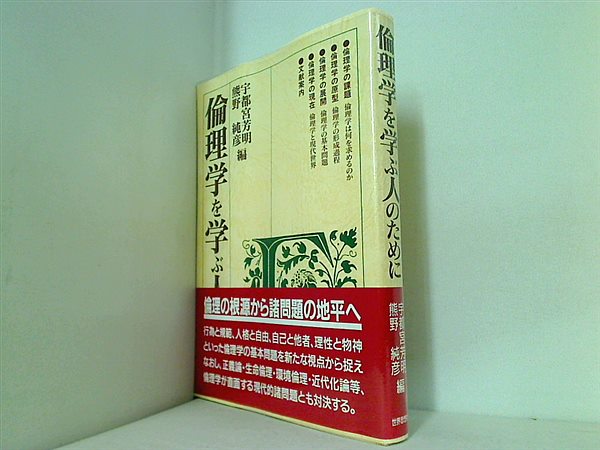 倫理学を学ぶ人
宇都宮芳明
熊野 純彦 編
●倫理学の課題 倫理学は何を求めるのか
●倫理学の原型 倫理学の形成過程
●倫理学の展開 倫理学の基本問題
●倫理学の現在 倫理学と現代世界
●文献案内
倫理の根源から諸問題の地平へ
行為と規範、人格と自由、自己と他者、理性と物神
といった倫理学の基本問題を新たな視点から捉え
なおし、正義論・生命倫理・環境倫理・近代化論等、
倫理学が直面する現代的諸問題とも対決する。
倫理学を学ぶ人のために
宇都宮芳明
熊野 純彦 編
世界思